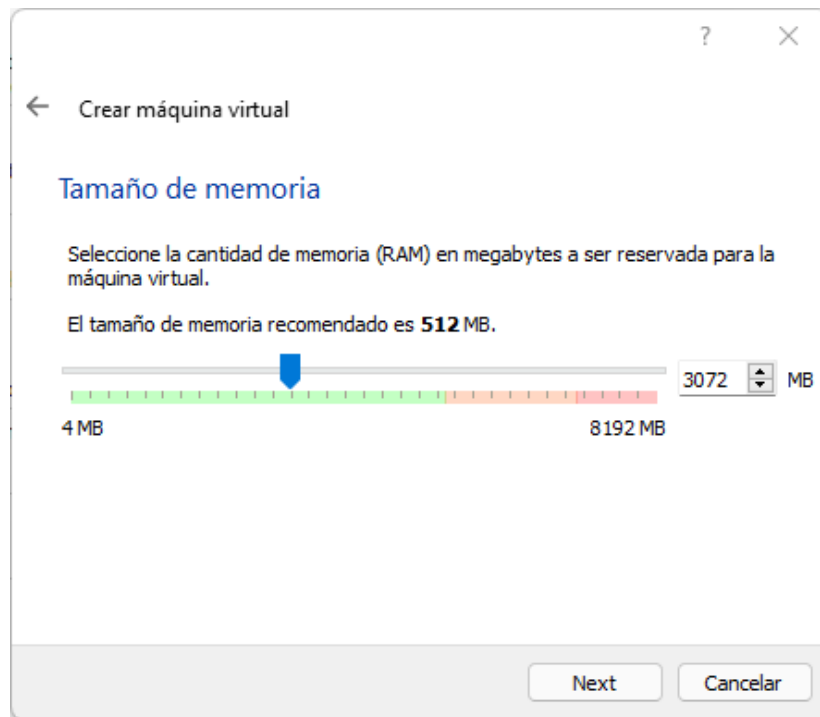 ?
Crear máquina virtual
Tamaño de memoria
Seleccione la cantidad de memoria (RAM) en megabytes a ser reservada para la
máquina virtual.
El tamaño de memoria recomendado es 512 MB.
3072 MB
4 MB 8192 MB
Next Cancelar